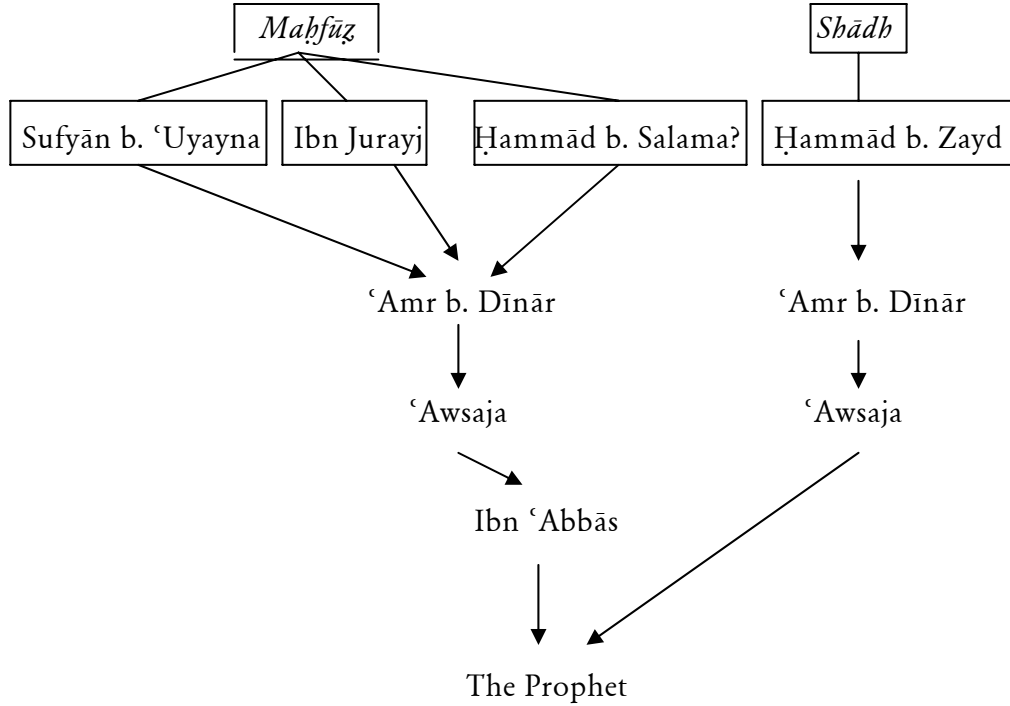 Maḥfūẓ
Shādh
Sufyān b. ʿUyayna
Ibn Jurayj
Ḥammād b. Salama?
Ḥammād b. Zayd
ʿAmr b. Dīnār
ʿAmr b. Dīnār
ʿAwsaja
ʿAwsaja
Ibn ʿAbbās
The Prophet